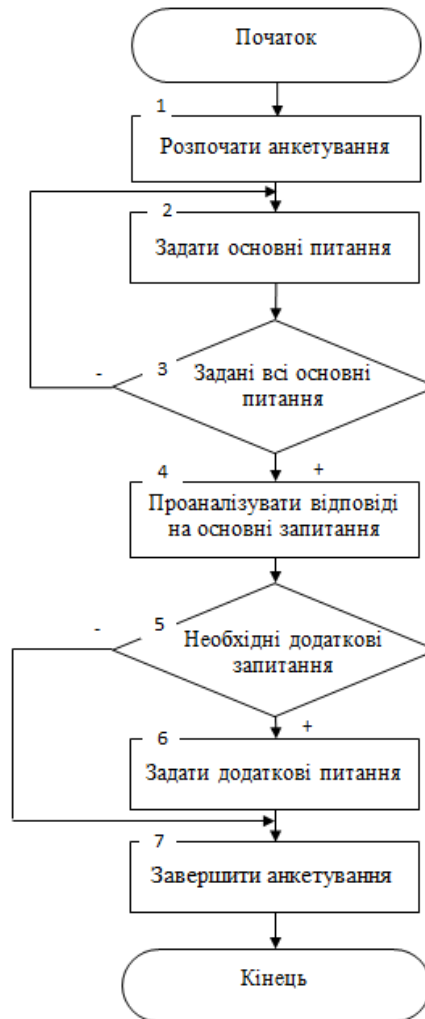 Початок
1
Розпочати анкетування
2
Задати основні питання
3
Задані всі основні
питання
-
+
4
Проаналізувати відповіді
на основні запитання
5
Необхідні додаткові
запитання
-
+
6
Задати додаткові питання
7
Завершити анкетування
Кінець